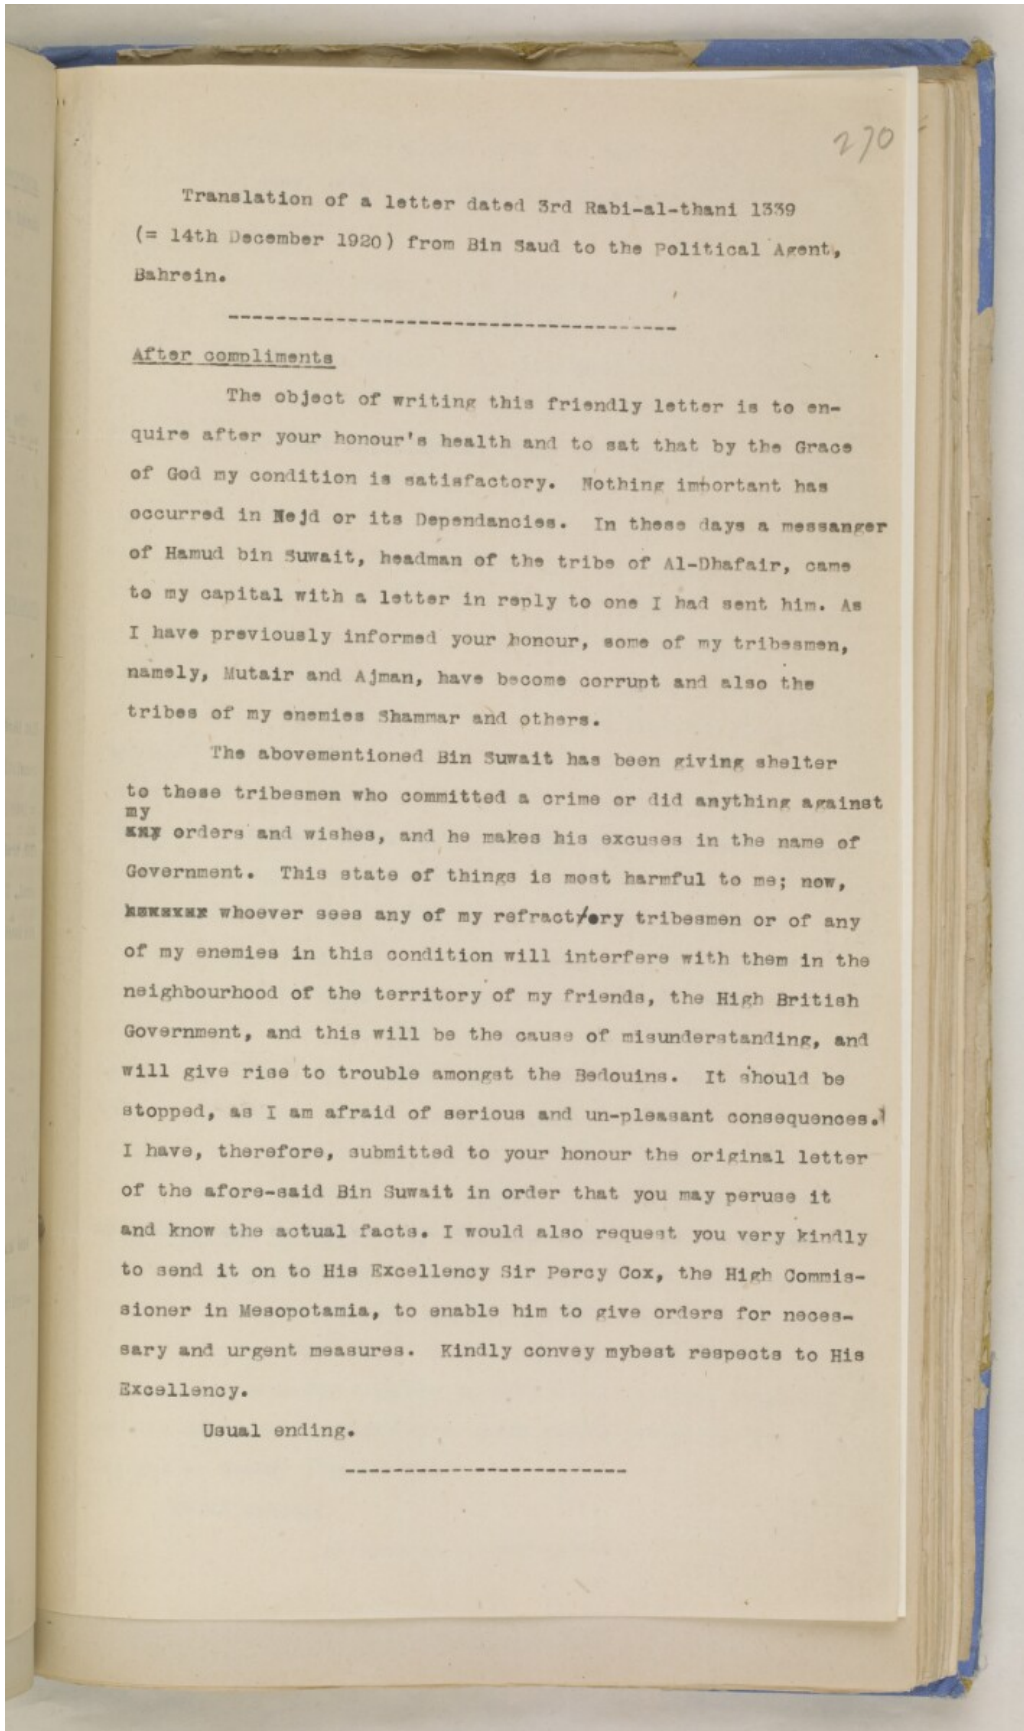 270
Translation of a letter dated 3rd Rabi-al-thani 1339
(= 14th December 1920) from Bin Saud to the Political Agent,
Bahrein.
--------------------------------------
After compliments
The object of writing this friendly letter is to en-
quire after your honour's health and to sat that by the Grace
of God my condition is satisfactory. Nothing important has
occurred in Nejd or its Dependancies. In these days a messanger
of Hamud bin Suwait, headman of the tribe of Al-Dhafair, came
to my capital with a letter in reply to one I had sent him. As
I have previously informed your honour, some of my tribesmen,
namely, Mutair and Ajman, have become corrupt and also the
tribes of my enemies Shammar and others.
The abovementioned Bin Suwait has been giving shelter
to these tribesmen who committed a crime or did anything against
my
orders and wishes, and he makes his excuses in the name of
Government. This state of things is most harmful to me; now,
whoever sees any of my refractory tribesmen or of any
of my enemies in this condition will interfere with them in the
neighbourhood of the territory of my friends, the High British
Government, and this will be the cause of misunderstanding, and
will give rise to trouble amongst the Bedouins. It should be
stopped, as I am afraid of serious and un-pleasant consequences.
I have, therefore, submitted to your honour the original letter
of the afore-said Bin Suwait in order that you may peruse it
and know the actual facts. I would also request you very kindly
to send it on to His Excellency Sir Percy Cox, the High Commis-
sioner in Mesopotamia, to enable him to give orders for neces-
sary and urgent measures. Kindly convey mybest respects to His
Excellency.
Usual ending.
------------------------